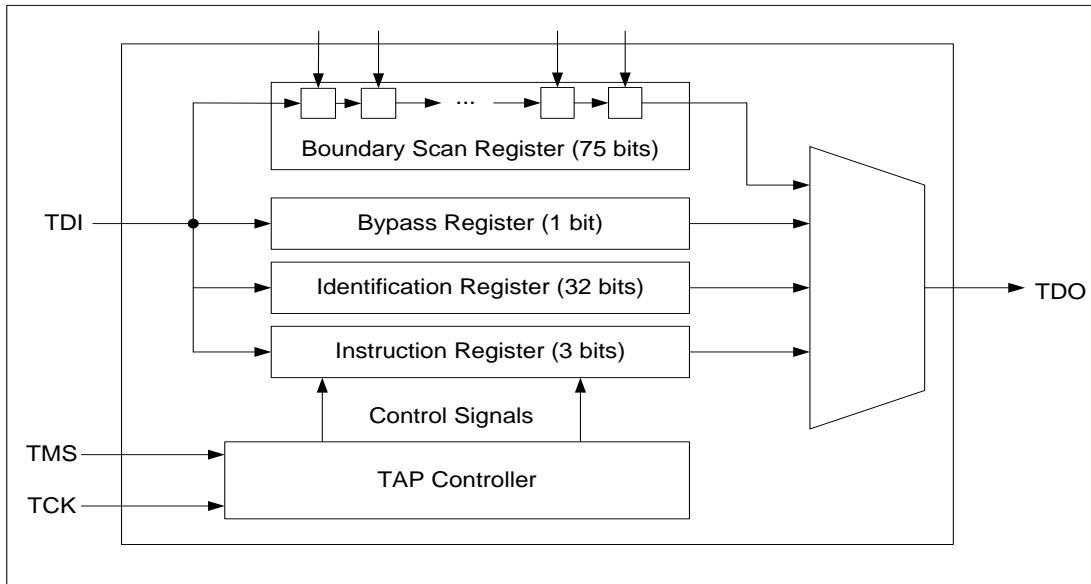 ...
Boundary Scan Register (75 bits)
TDI
Bypass Register (1 bit)
Identification Register (32 bits)
TDO
Instruction Register (3 bits)
Control Signals
TMS
TAP Controller
TCK